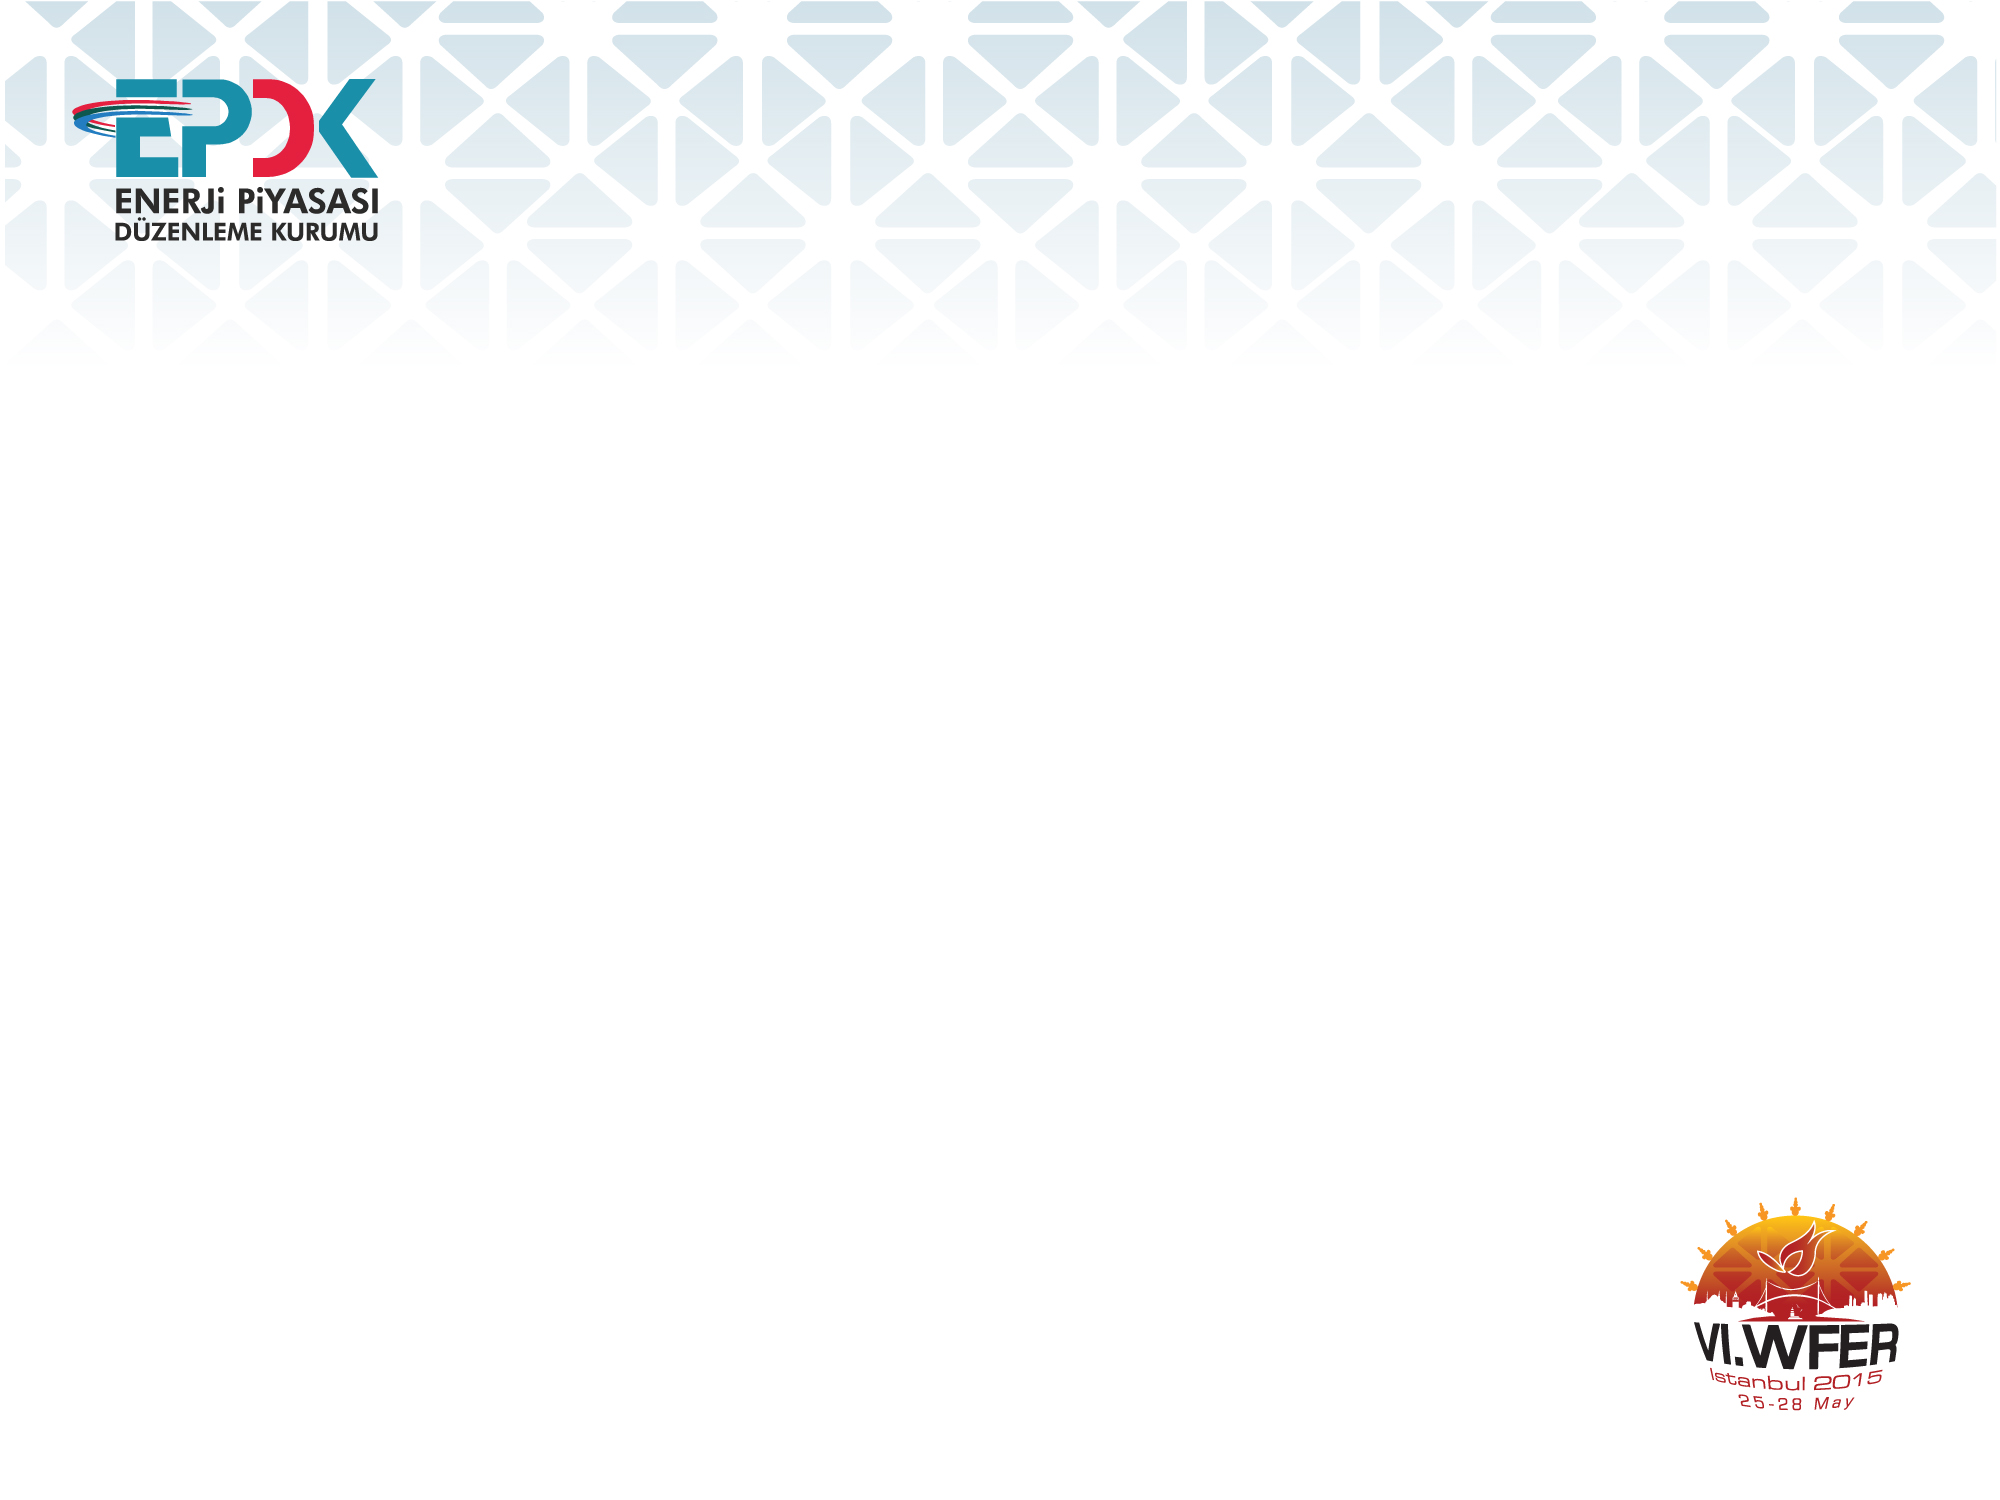 EPDK
ENERJi PiYASASI
DÜZENLEME KURUMU
VI.WFER
Istanbul 2015
25-28 May